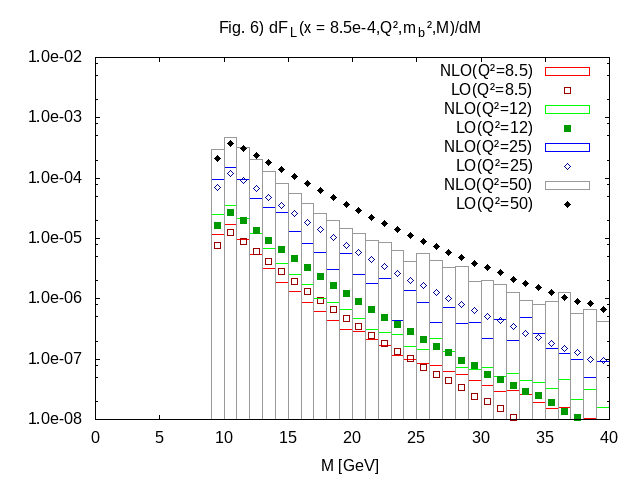 Fig. 6) dF_L(x = 8.5e-4,Q²,m_b²,M)/dM
1.0e-02
NLO(Q²=8.5)
LO(Q²=8.5)
NLO(Q²=12)
1.0e-03
LO(Q²=12)
NLO(Q²=25)
LO(Q²=25)
1.0e-04
NLO(Q²=50)
LO(Q²=50)
1.0e-05
1.0e-06
1.0e-07
1.0e-08
0 5 10 15 20 25 30 35 40
M [GeV]